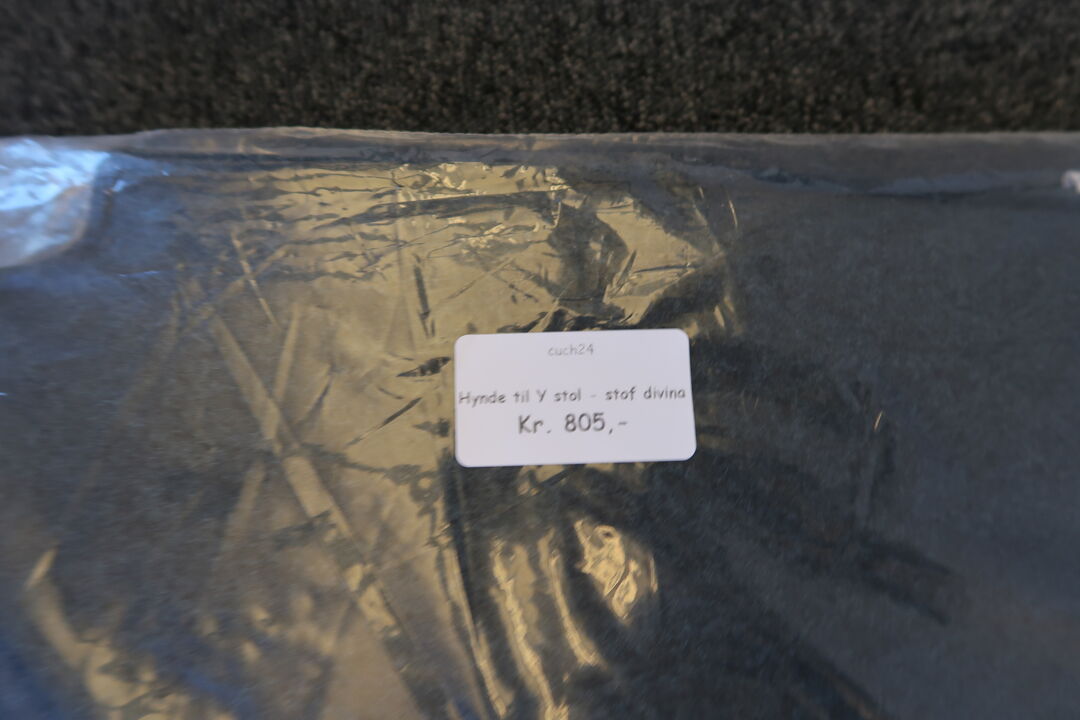 cuch24
Hynde til Y stol - stof divina
Kr. 805,-